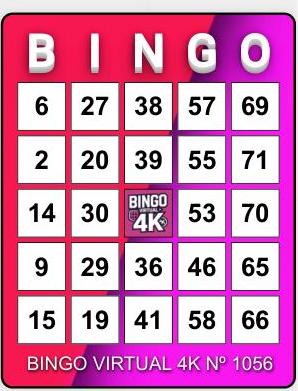 BINGO
6 27 38 57 69
2 20 39 55 71
14 30 BINGO VIRTUAL 4K 53 70
9 29 36 46 65
15 19 41 58 66
BINGO VIRTUAL 4K Nº 1056